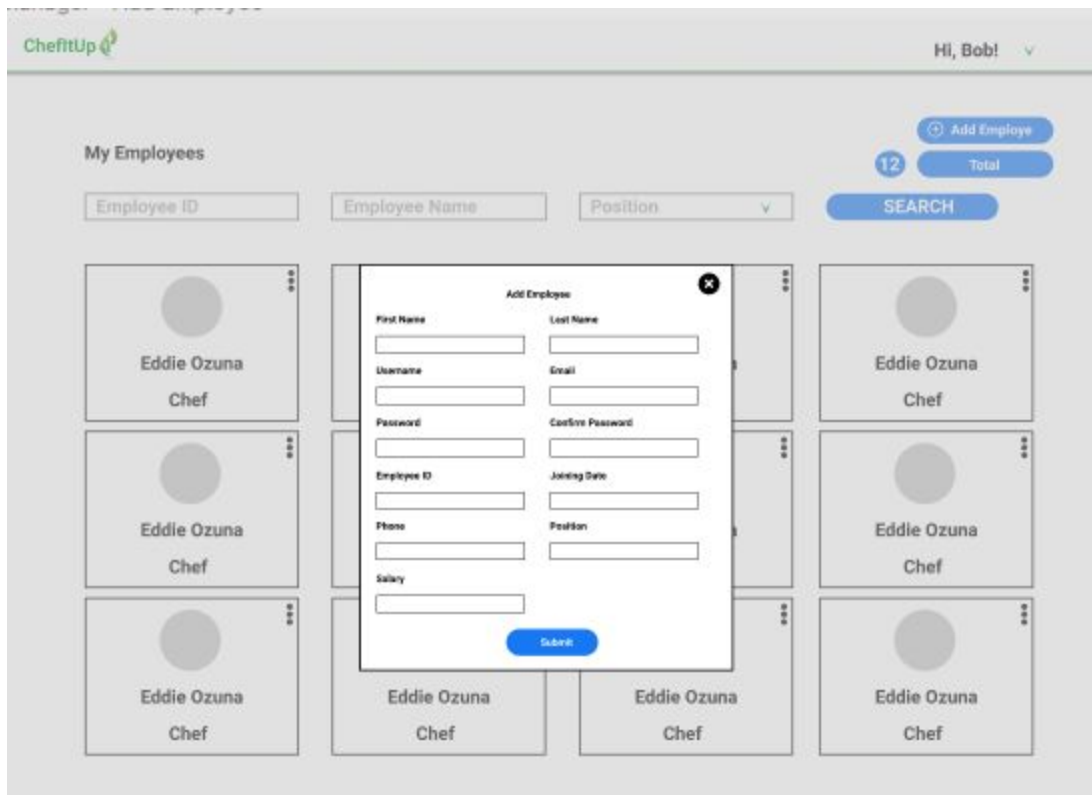 ChefItUp
Hi, Bob!
Add Employe
My Employees
12 Total
Employee ID
Employee Name
Position
SEARCH
Add Employee
First Name
Last Name
Username
Email
Password
Confirm Password
Employee ID
Joining Date
Phone
Position
Salary
Submit
Eddie Ozuna
Chef
Eddie Ozuna
Chef
Eddie Ozuna
Chef
Eddie Ozuna
Chef
Eddie Ozuna
Chef
Eddie Ozuna
Chef
Eddie Ozuna
Chef
Eddie Ozuna
Chef